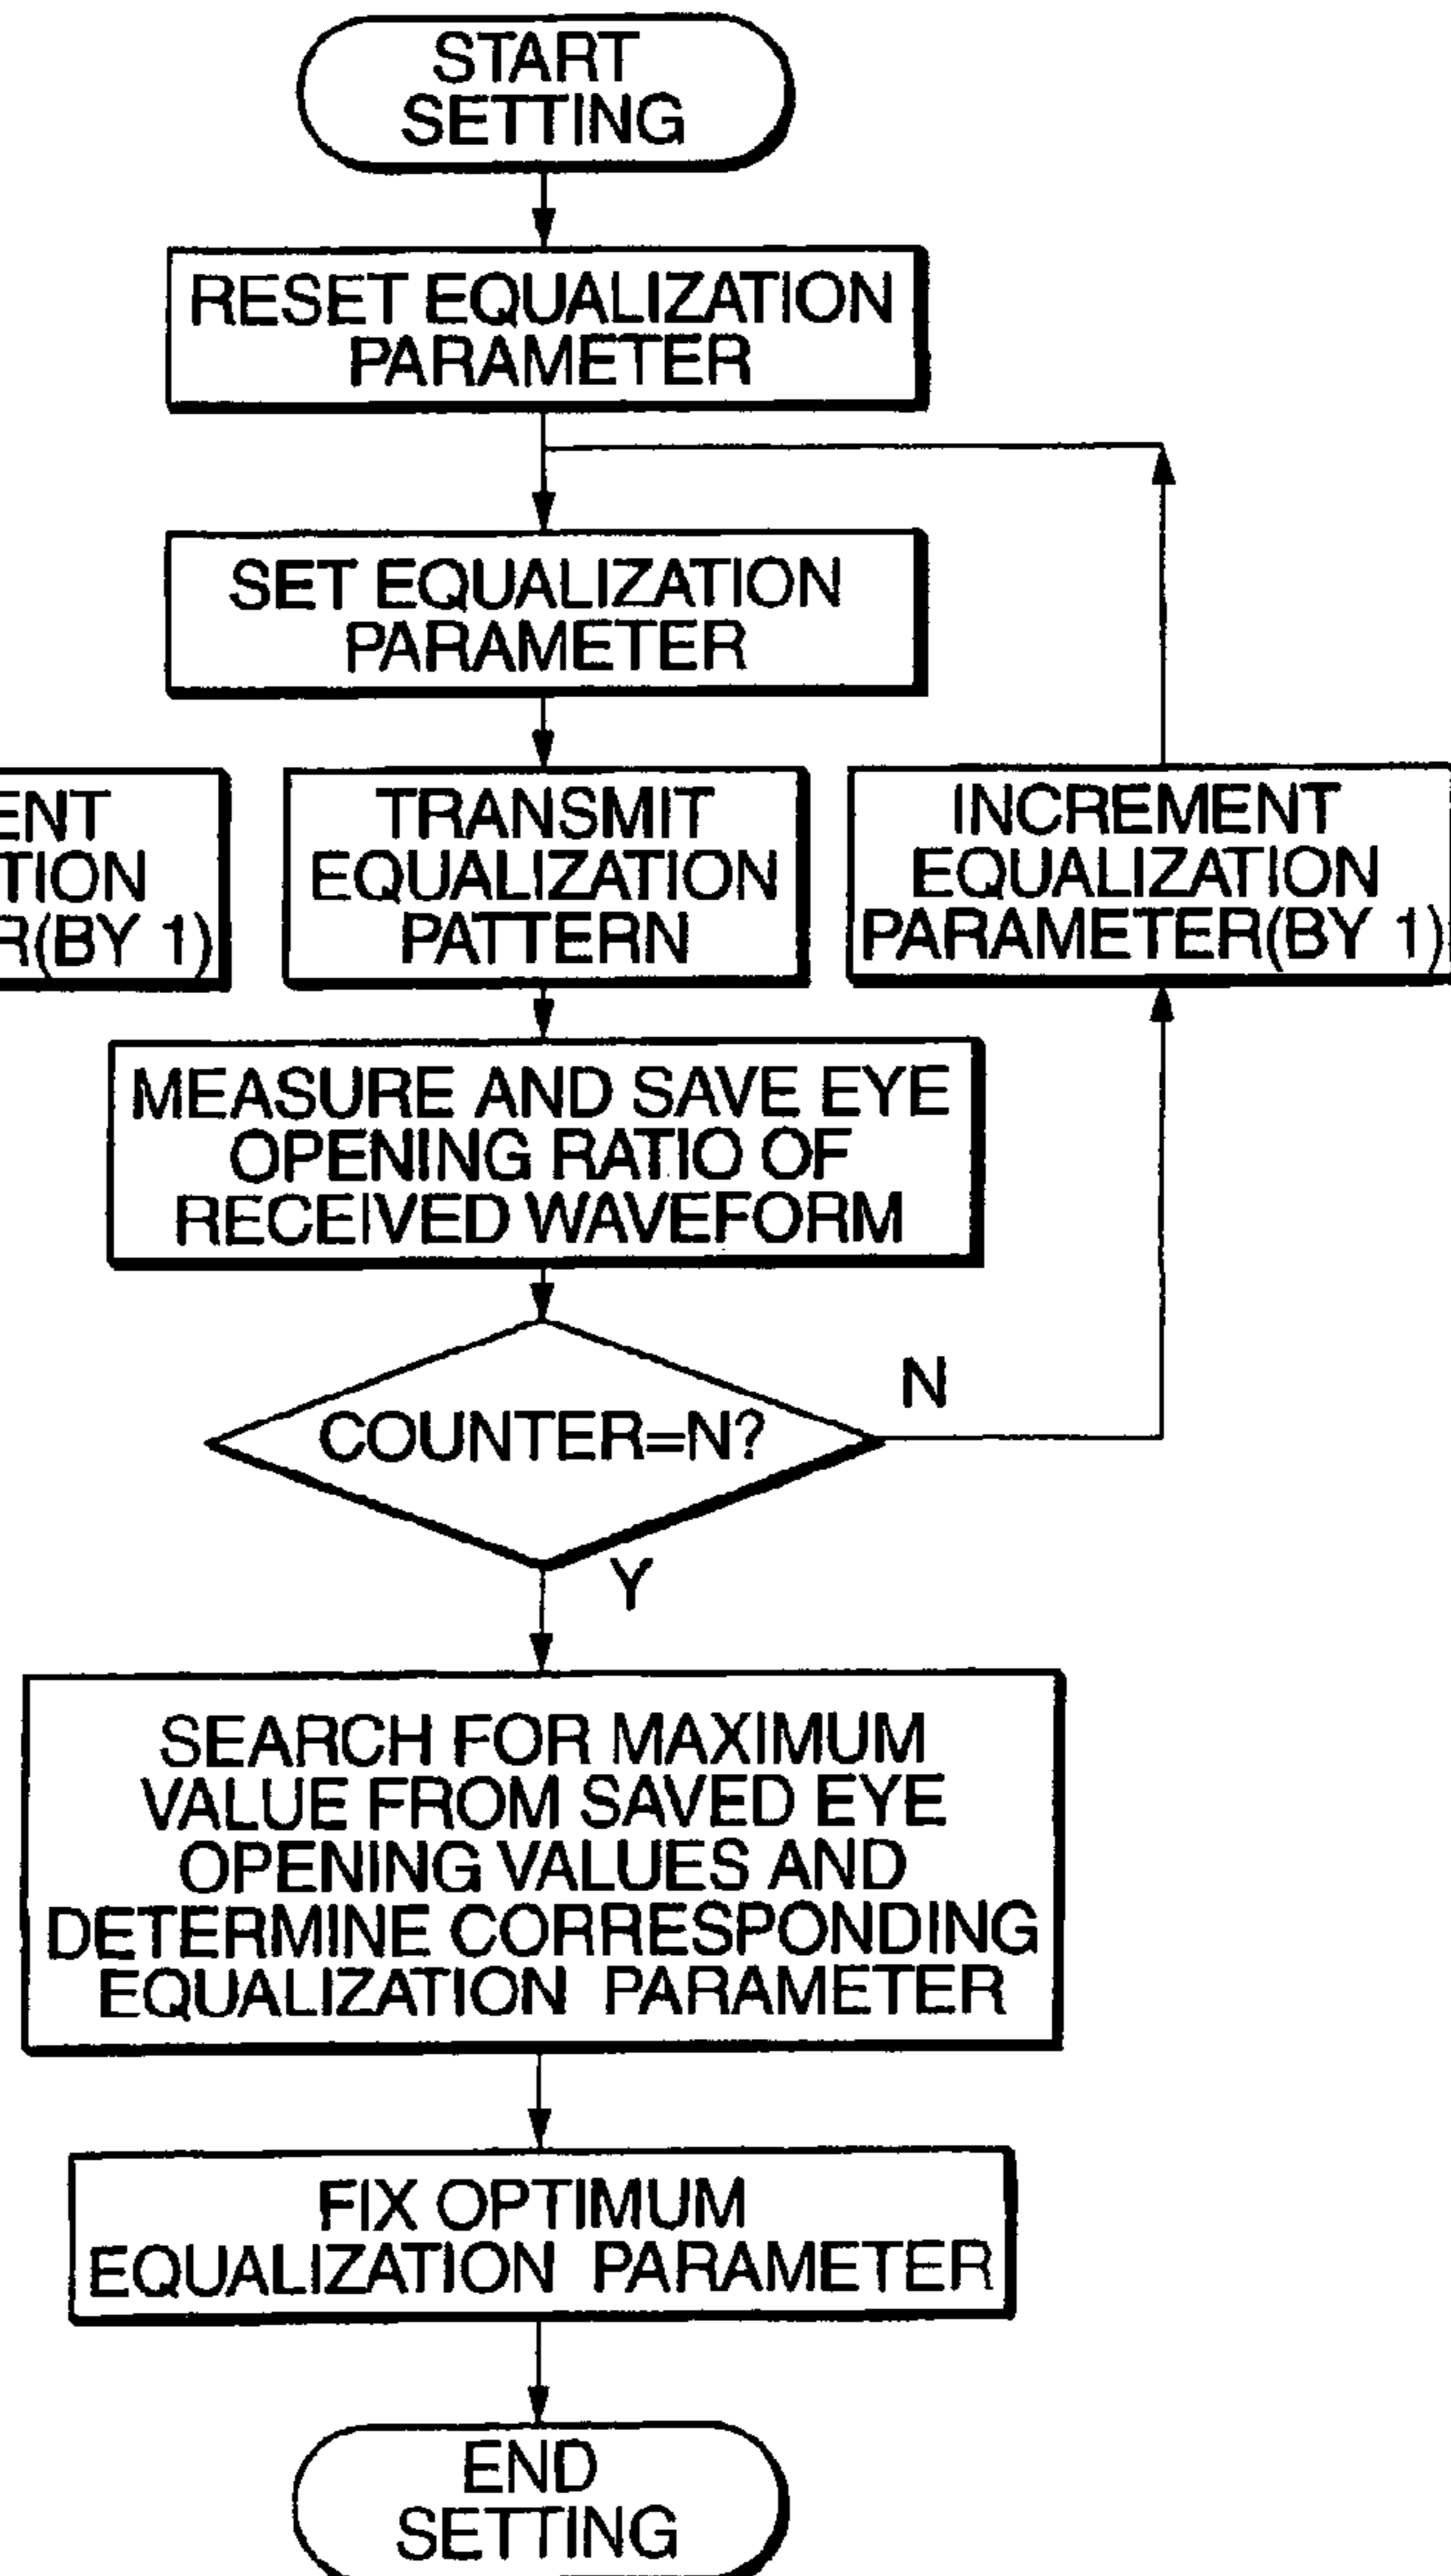 START
SETTING
RESET EQUALIZATION
PARAMETER
SET EQUALIZATION
PARAMETER
(BY 1)
TRANSMIT
EQUALIZATION
PATTERN
INCREMENT
EQUALIZATION
PARAMETER(BY 1)
MEASURE AND SAVE EYE
OPENING RATIO OF
RECEIVED WAVEFORM
COUNTER=N?
N
Y
SEARCH FOR MAXIMUM
VALUE FROM SAVED EYE
OPENING VALUES AND
DETERMINE CORRESPONDING
EQUALIZATION PARAMETER
FIX OPTIMUM
EQUALIZATION PARAMETER
END
SETTING